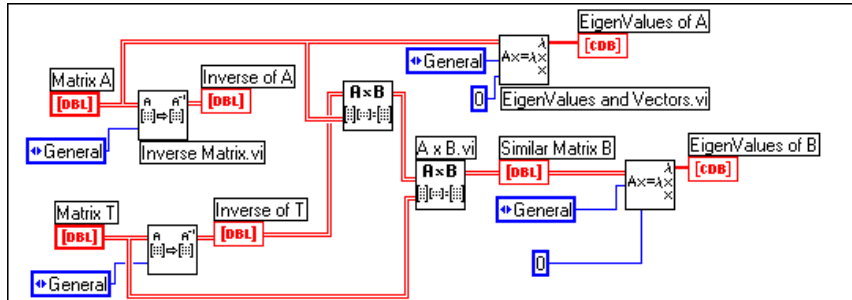 EigenValues of A
λ
Ax=λx
x
[CDB]
General
0
EigenValues and Vectors.vi
Matrix A
[DBL]
A A⁻¹
Inverse of A
[DBL]
General
Inverse Matrix.vi
A×B
A x B.vi
A×B
Similar Matrix B
[DBL]
General
0
λ
Ax=λx
x
EigenValues of B
[CDB]
Matrix T
[DBL]
General
A A⁻¹
Inverse of T
[DBL]